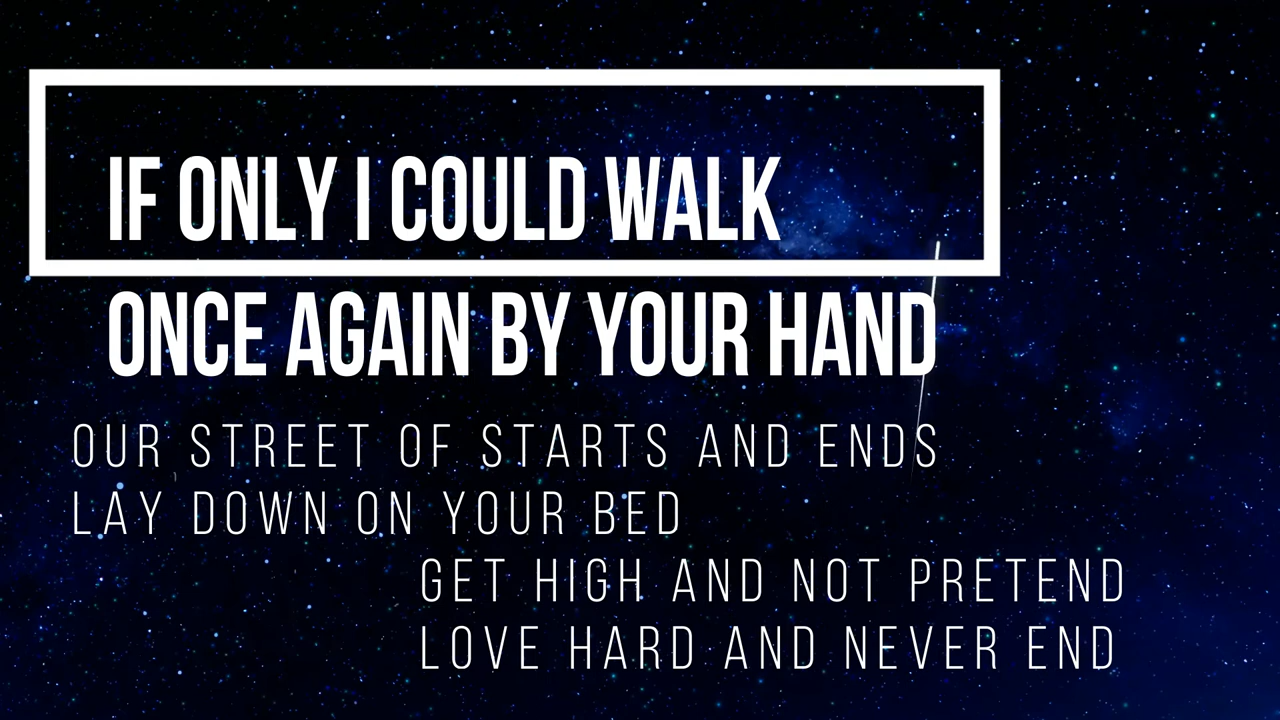 IF ONLY I COULD WALK
ONCE AGAIN BY YOUR HAND
OUR STREET OF STARTS AND ENDS
LAY DOWN ON YOUR BED
GET HIGH AND NOT PRETEND
LOVE HARD AND NEVER END